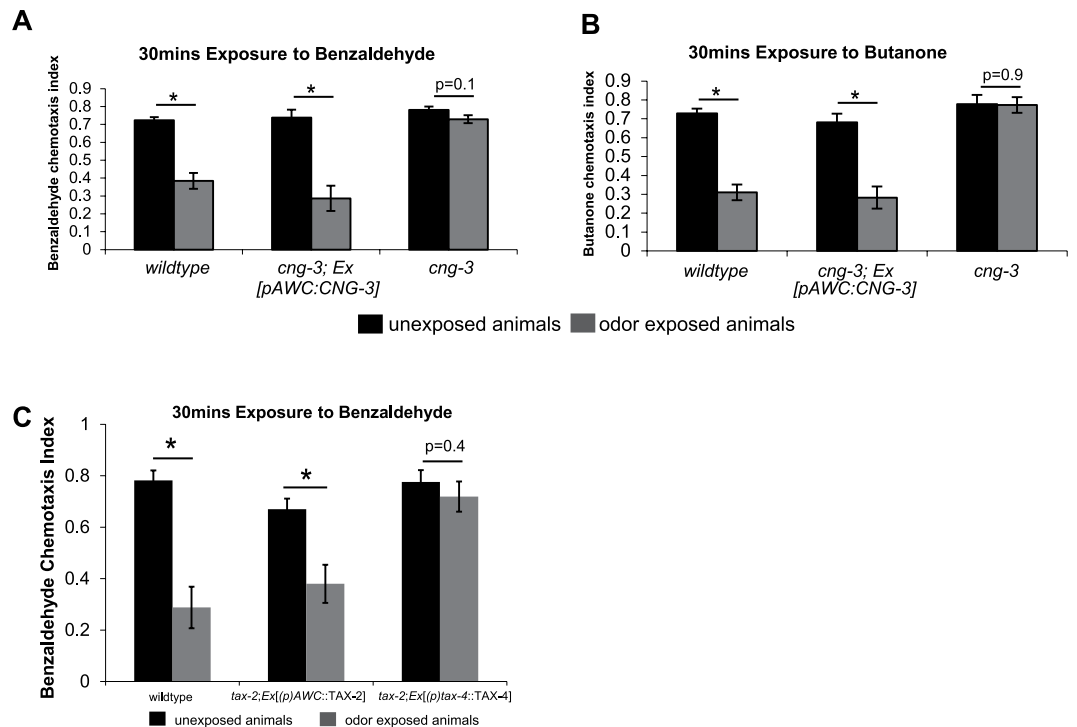 A
30mins Exposure to Benzaldehyde
Benzaldehyde chemotaxis index
0.9
0.8
0.7
0.6
0.5
0.4
0.3
0.2
0.1
0
*
*
p=0.1
wildtype
cng-3; Ex
[pAWC:CNG-3]
cng-3
B
30mins Exposure to Butanone
Butanone chemotaxis index
0.9
0.8
0.7
0.6
0.5
0.4
0.3
0.2
0.1
0
*
*
p=0.9
wildtype
cng-3; Ex
[pAWC:CNG-3]
cng-3
unexposed animals odor exposed animals
C
30mins Exposure to Benzaldehyde
Benzaldehyde Chemotaxis Index
1
0.8
0.6
0.4
0.2
0
*
*
p=0.4
wildtype
tax-2;Ex[(p)AWC::TAX-2]
tax-2;Ex[(p)tax-4::TAX-4]
unexposed animals odor exposed animals